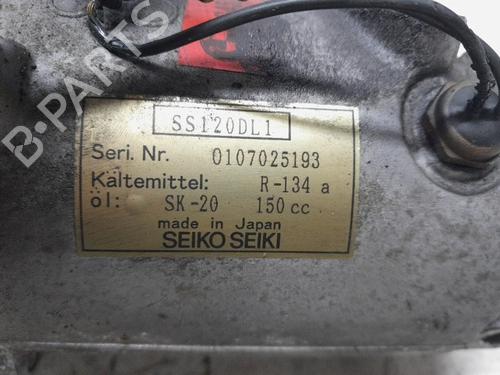 B-PARTS
SS120DL1
Seri. Nr. 0107025193
Kältemittel: R-134 a
öl: SK-20 150 cc
made in Japan
SEIKO SEIKI